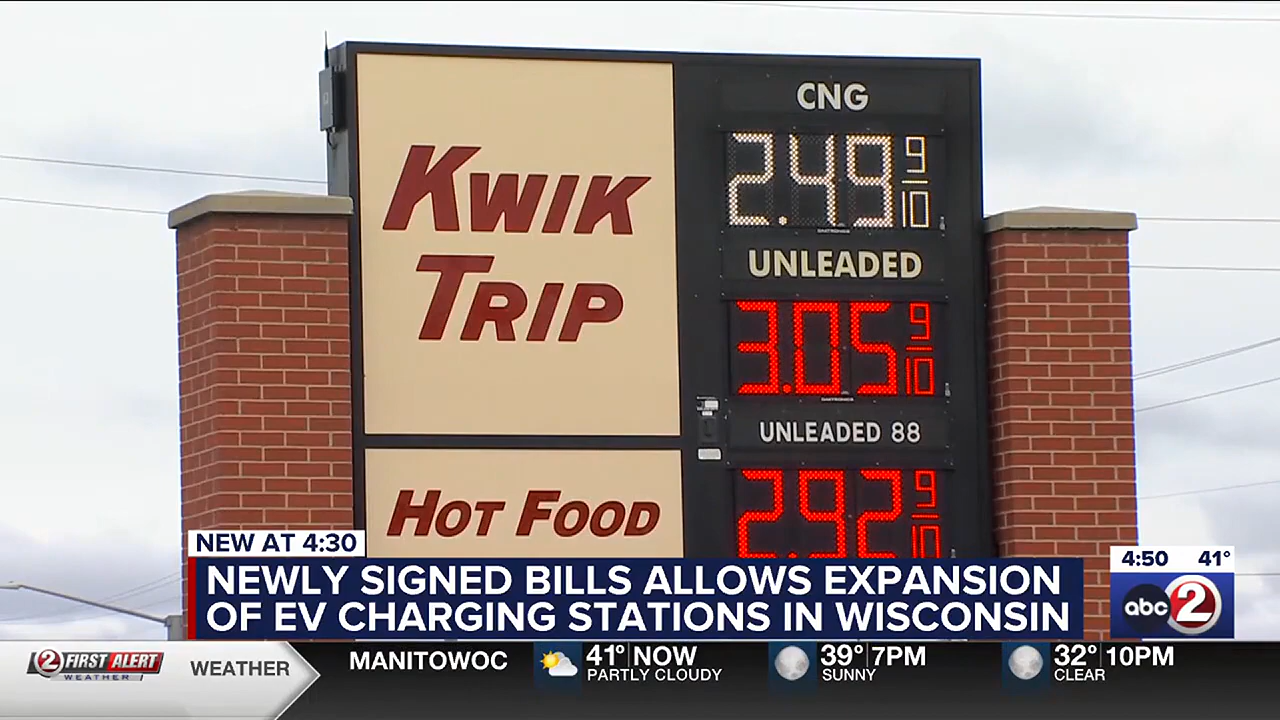 KWIK
TRIP
HOT FOOD
CNG
2.49 9/10
UNLEADED
3.05 9/10
UNLEADED 88
2.92 9/10
NEW AT 4:30
NEWLY SIGNED BILLS ALLOWS EXPANSION
OF EV CHARGING STATIONS IN WISCONSIN
4:50 41°
abc 2
2 FIRST ALERT
WEATHER
WEATHER
MANITOWOC
41° NOW
PARTLY CLOUDY
39° 7PM
SUNNY
32° 10PM
CLEAR